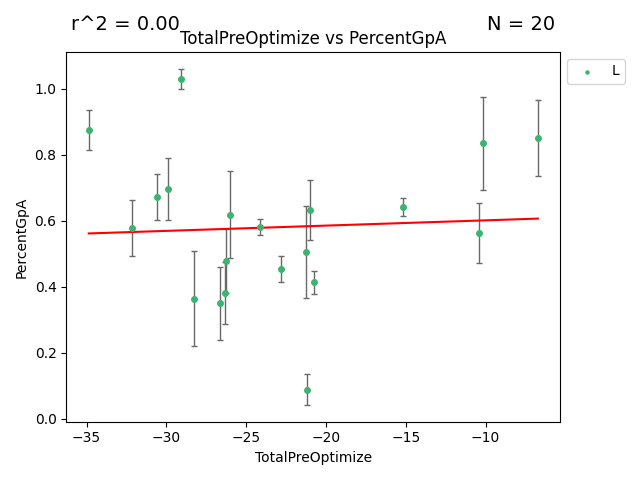 r^2 = 0.00
N = 20
TotalPreOptimize vs PercentGpA
L
PercentGpA
1.0
0.8
0.6
0.4
0.2
0.0
−35
−30
−25
−20
−15
−10
TotalPreOptimize